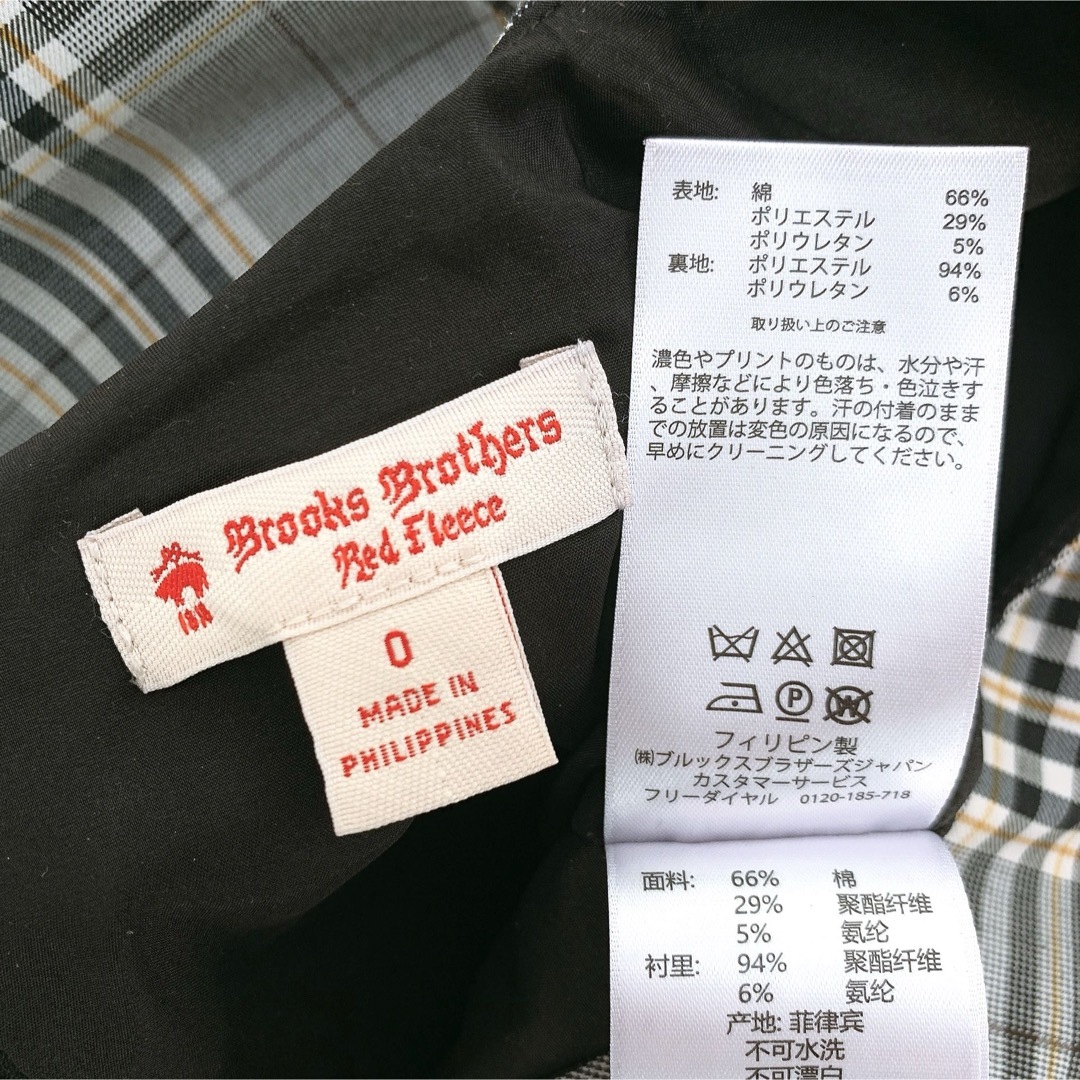 Brooks Brothers
Red Fleece
1818
0
MADE IN
PHILIPPINES
表地: 綿 66%
ポリエステル 29%
ポリウレタン 5%
裏地: ポリエステル 94%
ポリウレタン 6%
取り扱い上のご注意
濃色やプリントのものは、水分や汗
、摩擦などにより色落ち・色泣きす
ることがあります。汗の付着のまま
での放置は変色の原因になるので、
早めにクリーニングしてください。
P
W
フィリピン製
㈱ブルックスブラザーズジャパン
カスタマーサービス
フリーダイヤル 0120-185-718
面料: 66% 棉
29% 聚酯纤维
5% 氨纶
衬里: 94% 聚酯纤维
6% 氨纶
产地: 菲律宾
不可水洗
不可漂白